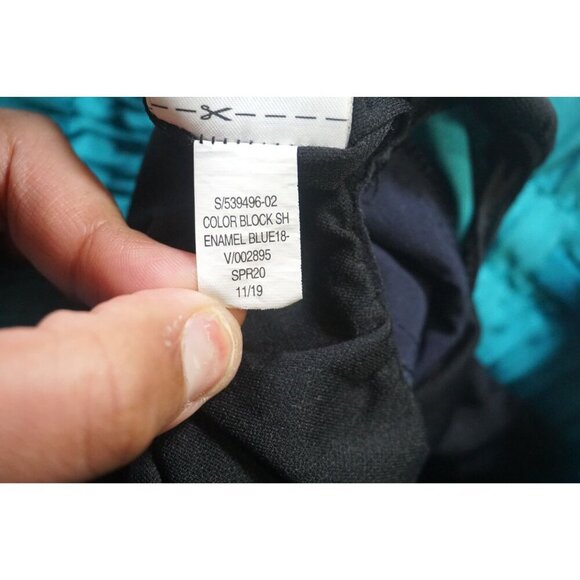 S/539496-02
COLOR BLOCK SH
ENAMEL BLUE18-
V/002895
SPR20
11/19